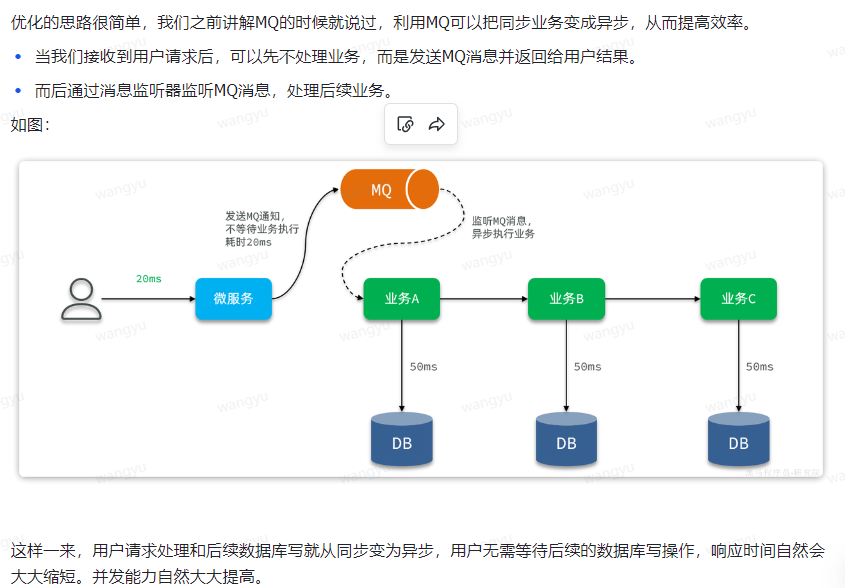 优化的思路很简单，我们之前讲解MQ的时候就说过，利用MQ可以把同步业务变成异步，从而提高效率。
当我们接收到用户请求后，可以先不处理业务，而是发送MQ消息并返回给用户结果。
而后通过消息监听器监听MQ消息，处理后续业务。
如图：
MQ
发送MQ通知，
不等待业务执行
耗时20ms
监听MQ消息，
异步执行业务
20ms
微服务
业务A
业务B
业务C
50ms
50ms
50ms
DB
DB
DB
这样一来，用户请求处理和后续数据库写就从同步变为异步，用户无需等待后续的数据库写操作，响应时间自然会
大大缩短。并发能力自然大大提高。
wangyu